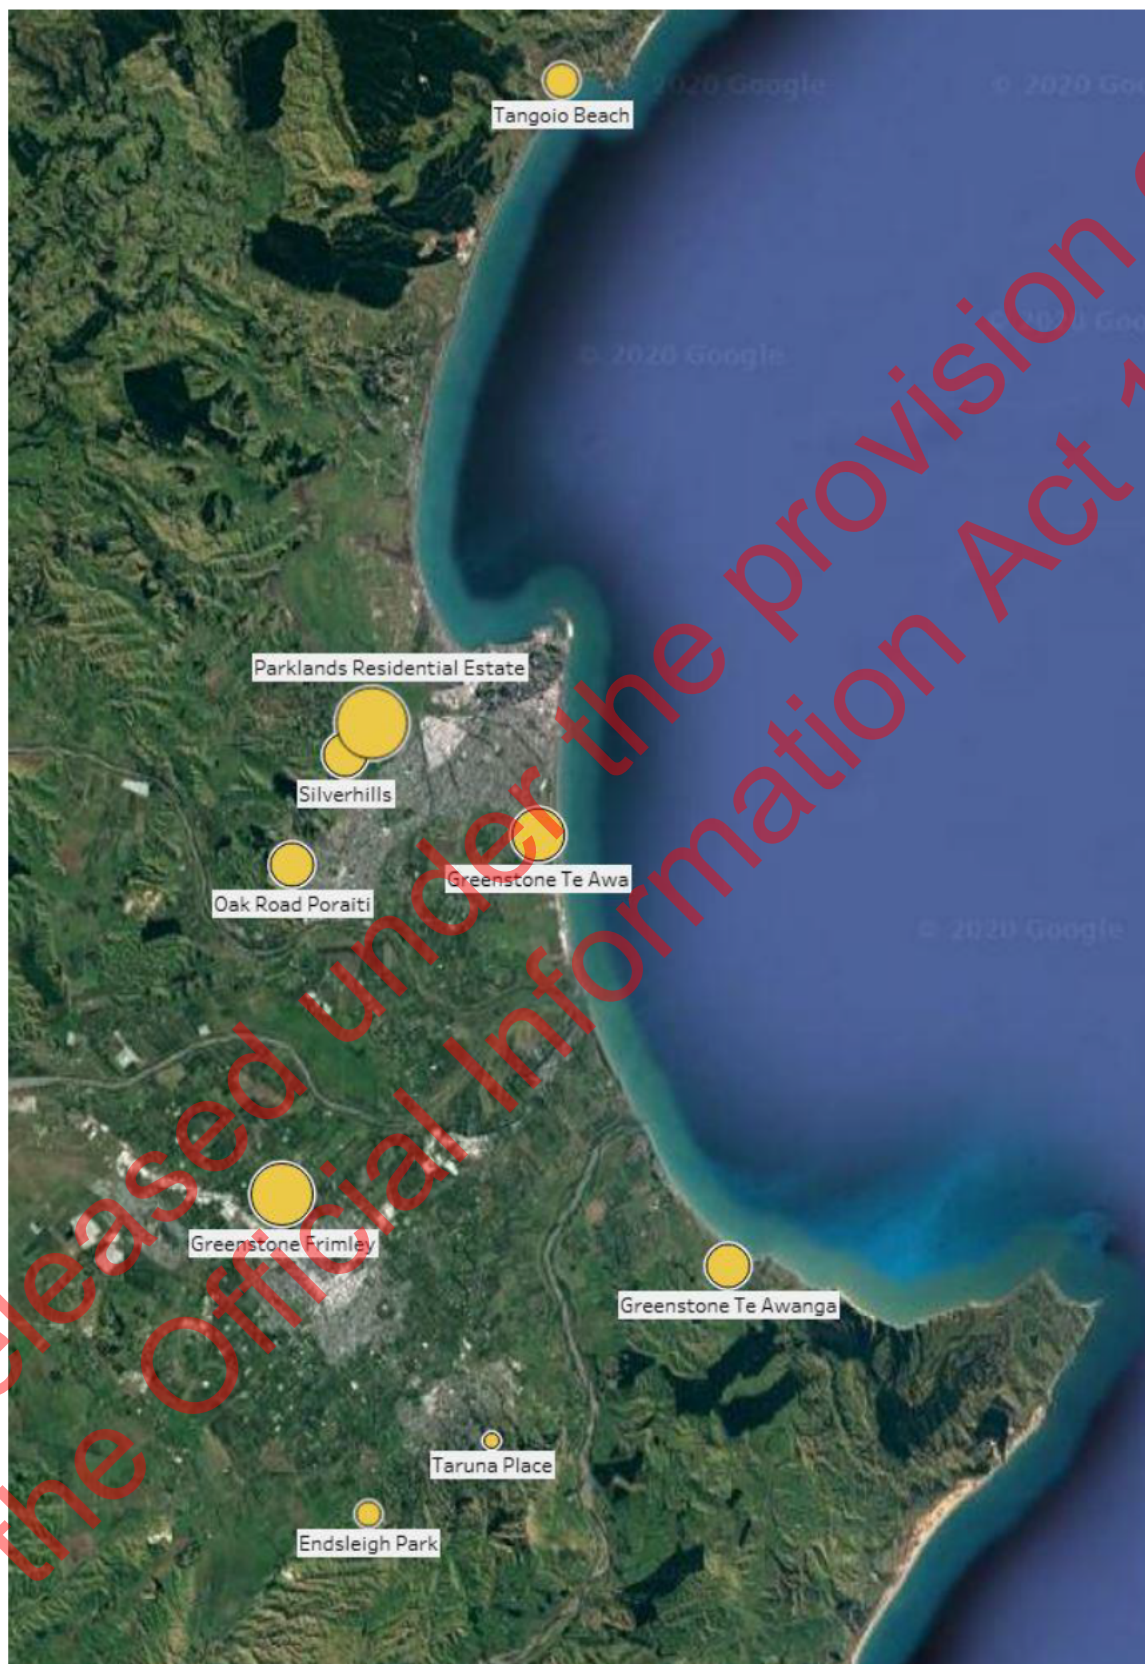 © 2020 Google
© 2020 Goo
Tangoio Beach
© 2020 Goo
© 2020 Google
Parklands Residential Estate
Silverhills
Greenstone Te Awa
Oak Road Poraiti
© 2020 Google
Greenstone Frimley
Greenstone Te Awanga
Taruna Place
Endsleigh Park
eleased under the provision
the Official Information Act 1